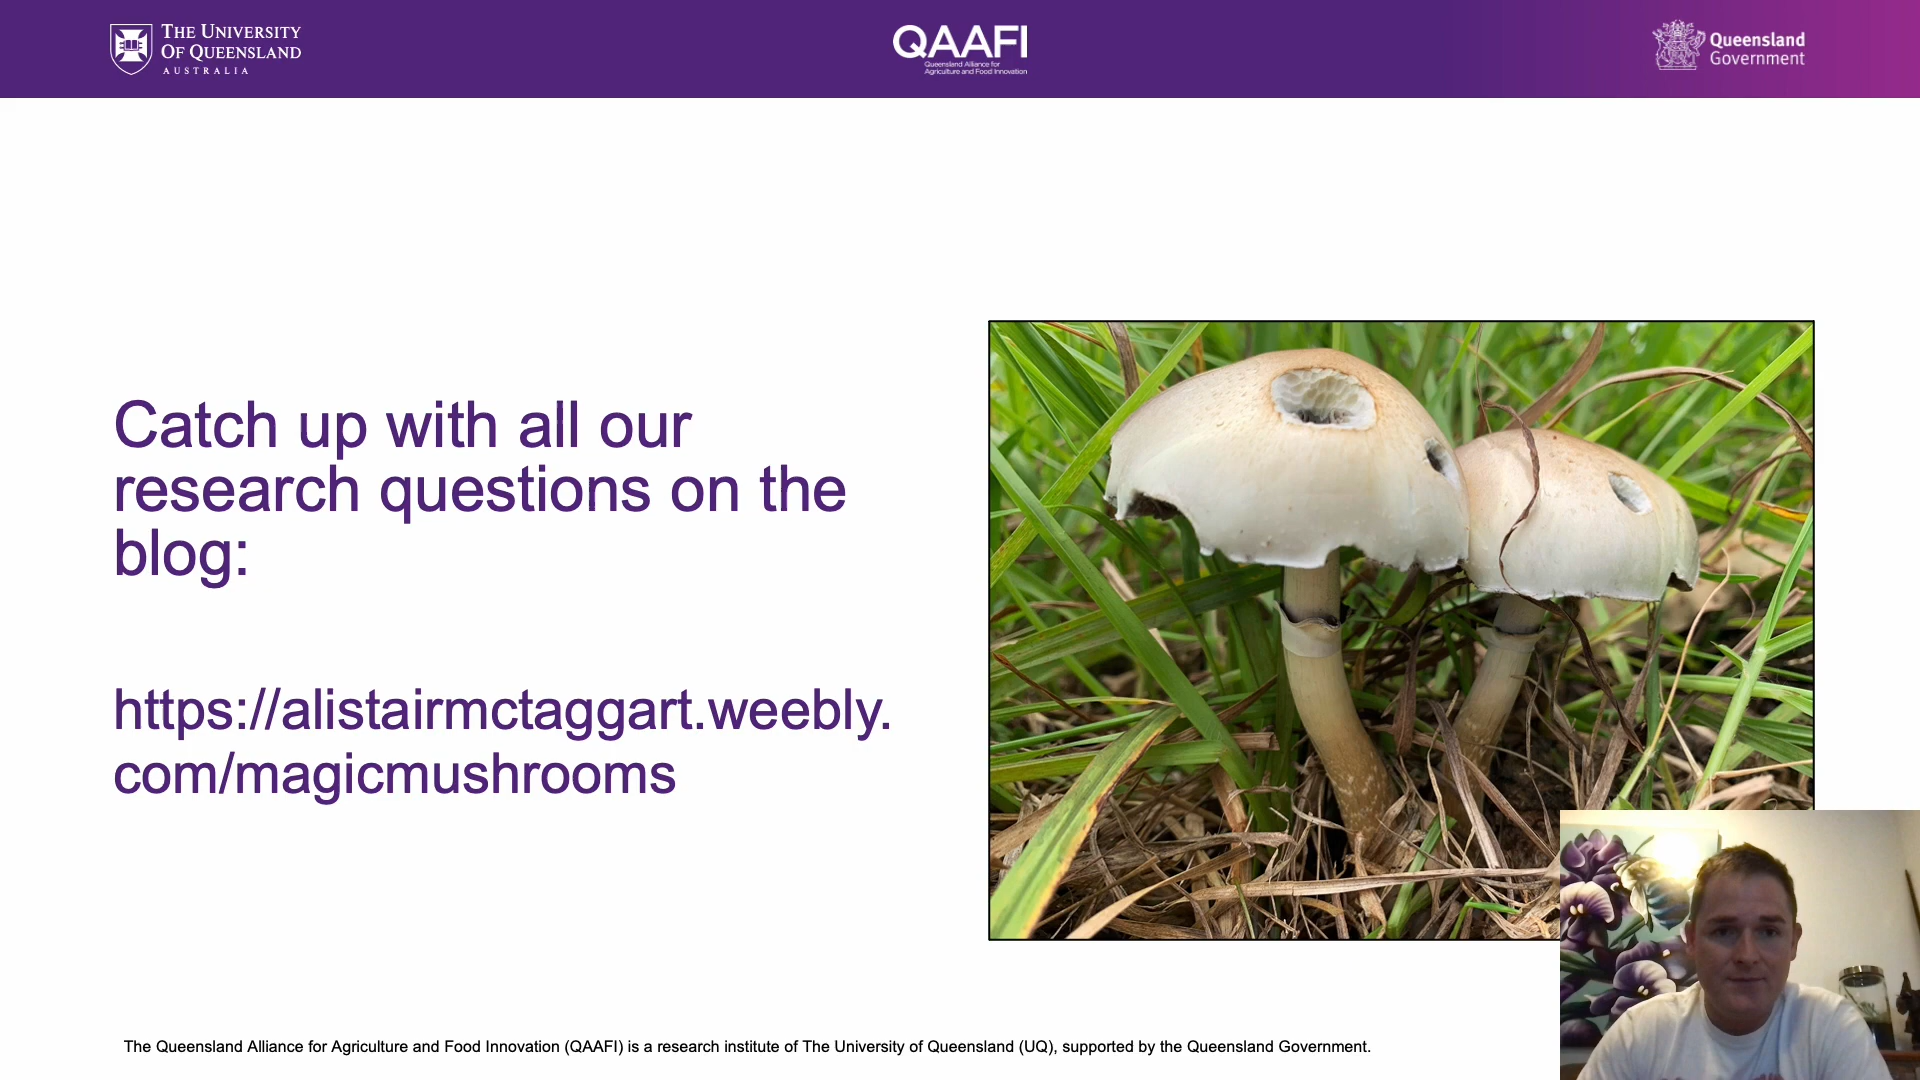 THE UNIVERSITY
OF QUEENSLAND
AUSTRALIA
QAAFI
Queensland Alliance for
Agriculture and Food Innovation
Queensland
Government
Catch up with all our
research questions on the
blog:
https://alistairmctaggart.weebly.
com/magicmushrooms
The Queensland Alliance for Agriculture and Food Innovation (QAAFI) is a research institute of The University of Queensland (UQ), supported by the Queensland Government.